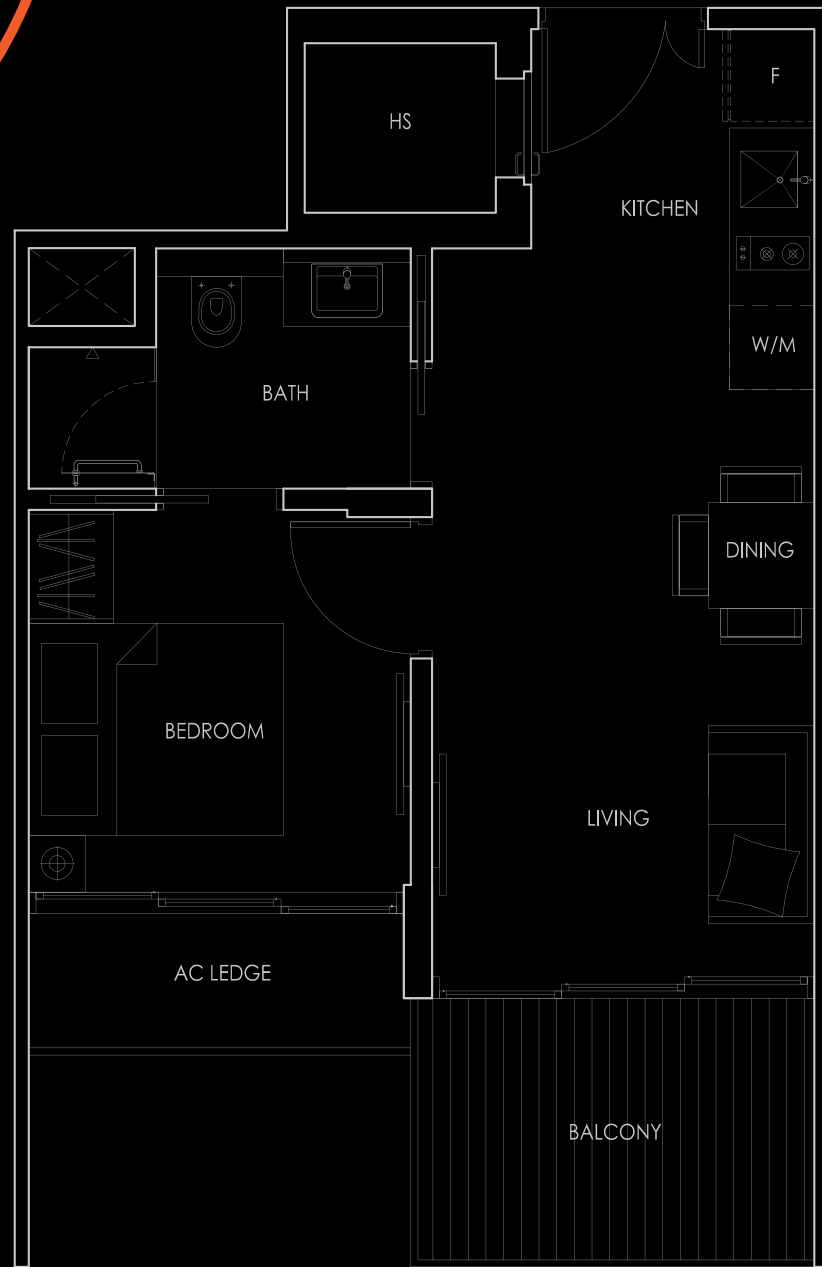 F
HS
KITCHEN
W/M
BATH
DINING
BEDROOM
LIVING
AC LEDGE
BALCONY